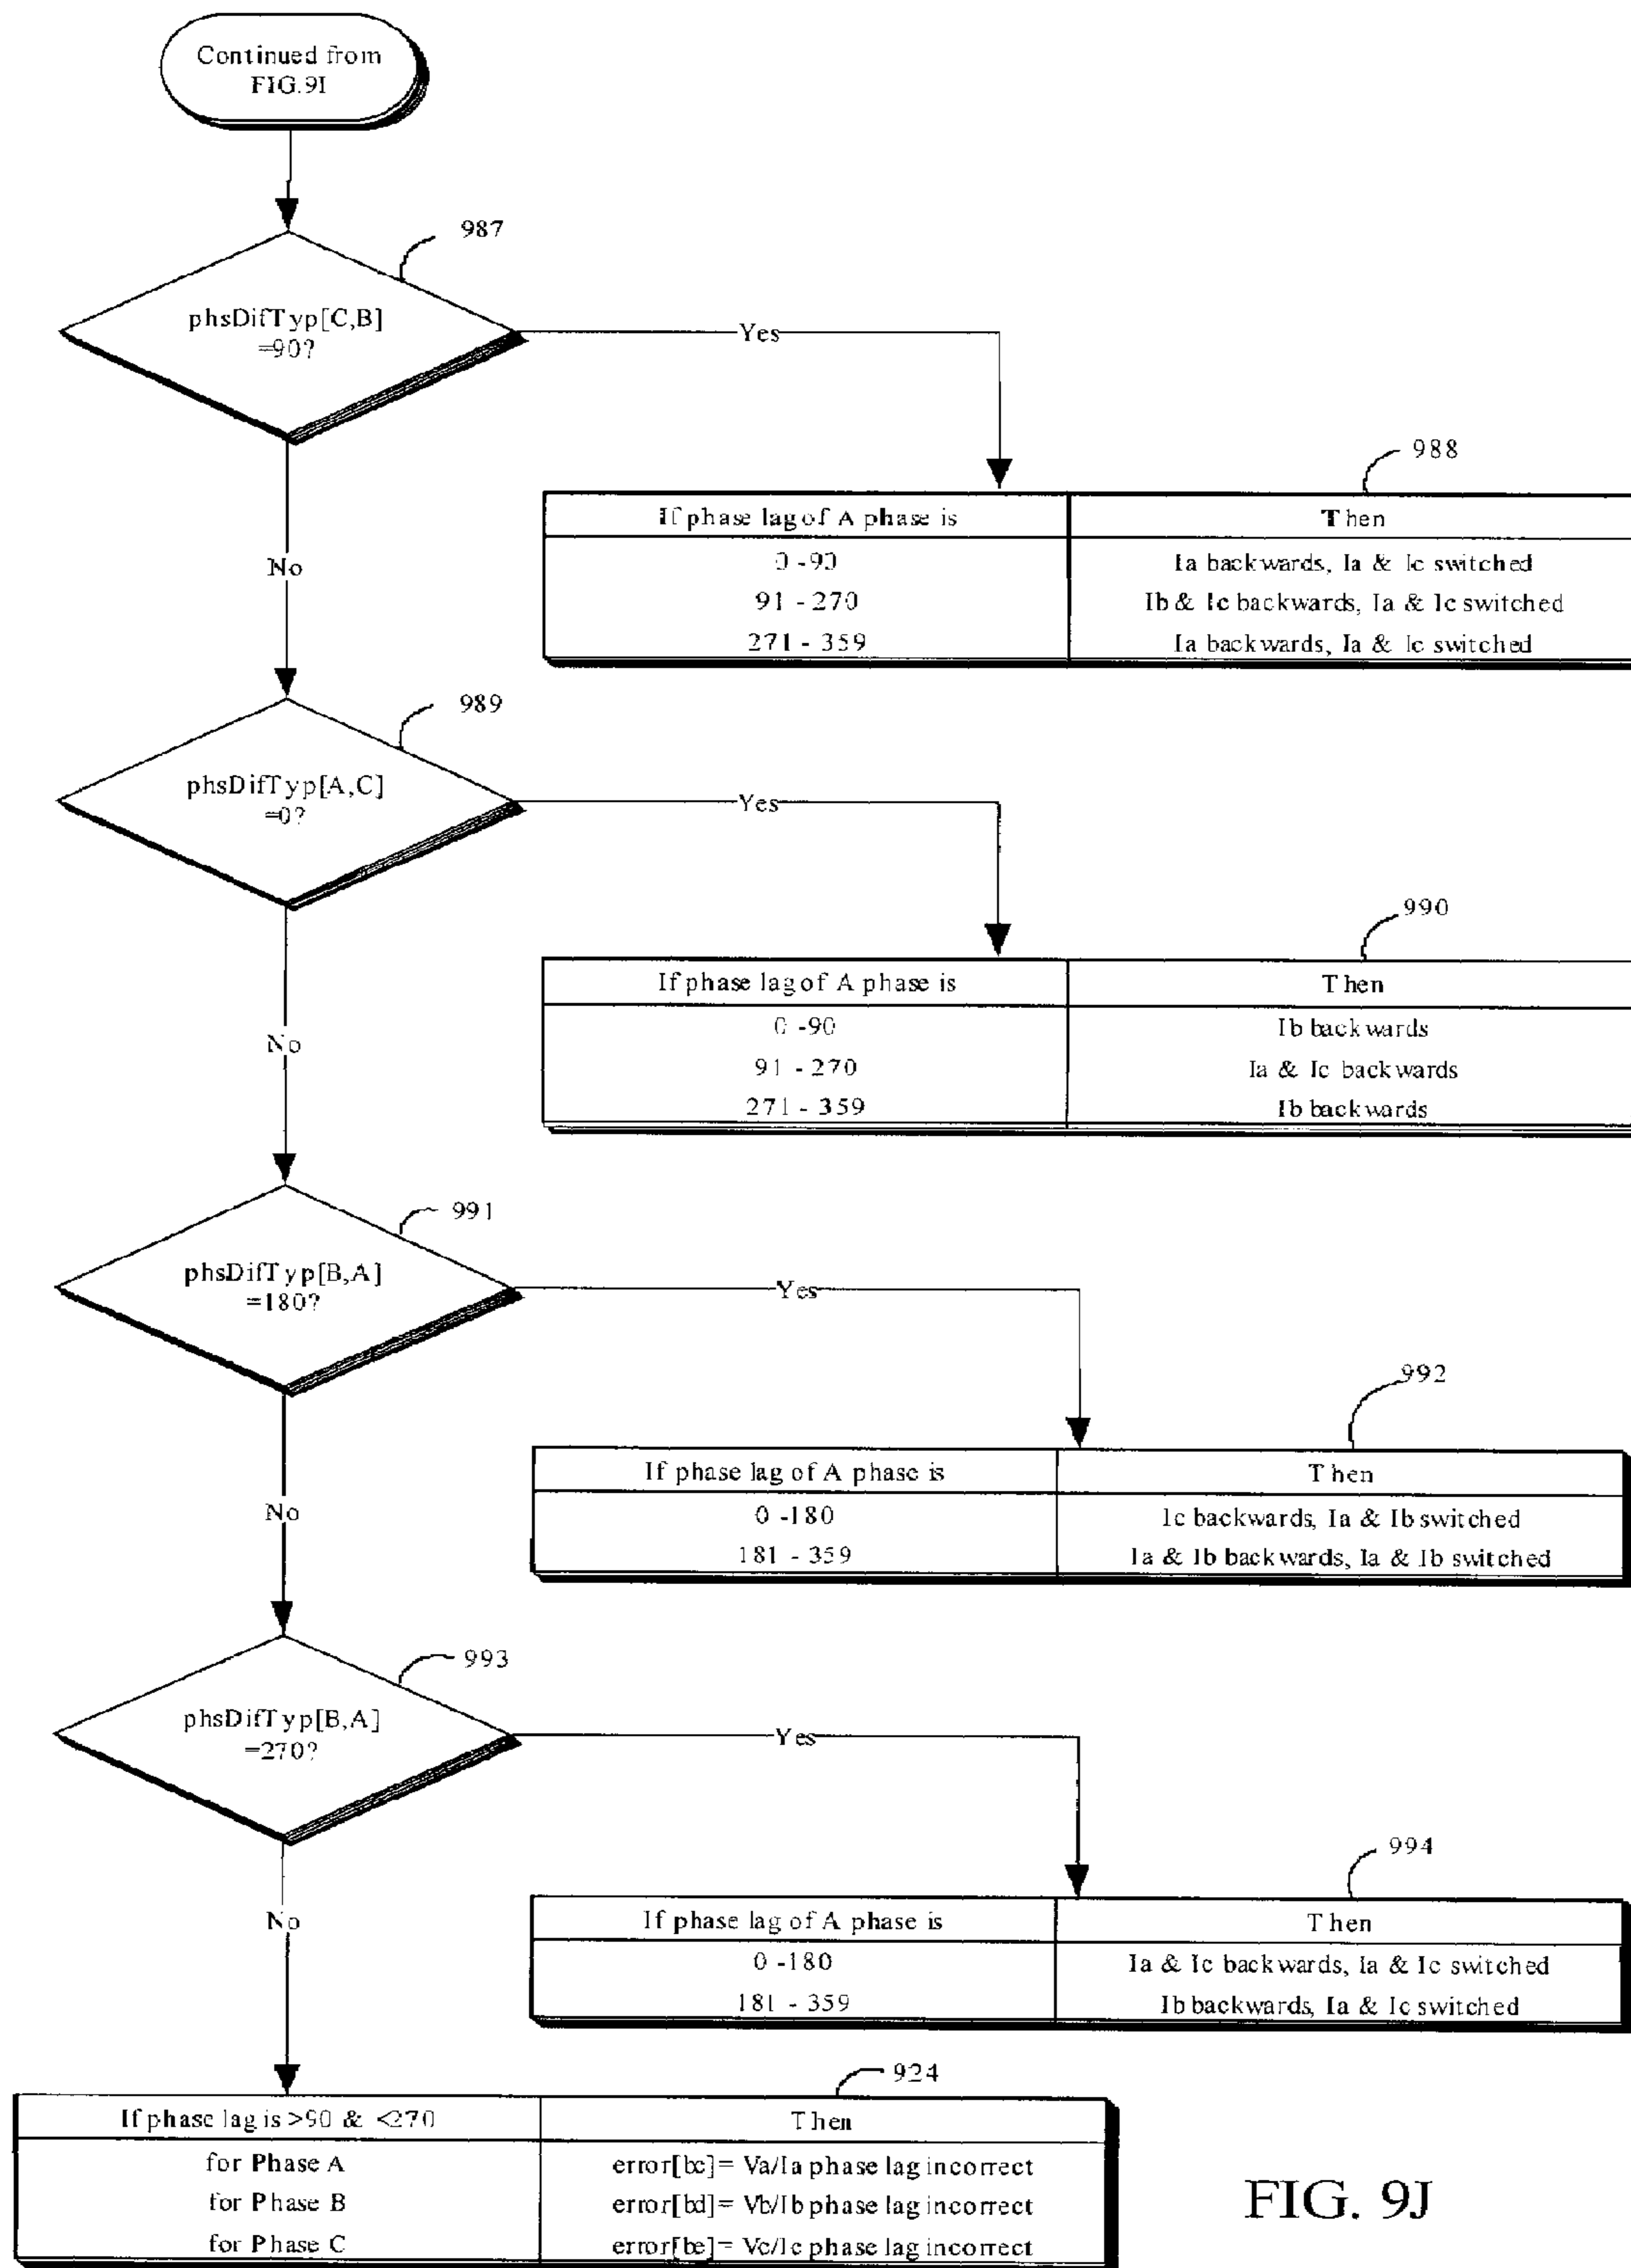 Continued from
FIG.9I
987
phsDifTyp[C,B]
=90?
Yes
No
988
If phase lag of A phase is Then
0 -90 Ia backwards, Ia & Ic switched
91 - 270 Ib & Ic backwards, Ia & Ic switched
271 - 359 Ia backwards, Ia & Ic switched
989
phsDifTyp[A,C]
=0?
Yes
No
990
If phase lag of A phase is Then
0 -90 Ib backwards
91 - 270 Ia & Ic backwards
271 - 359 Ib backwards
991
phsDifTyp[B,A]
=180?
Yes
No
992
If phase lag of A phase is Then
0 -180 Ic backwards, Ia & Ib switched
181 - 359 Ia & Ib backwards, Ia & Ib switched
993
phsDifTyp[B,A]
=270?
Yes
No
994
If phase lag of A phase is Then
0 -180 Ia & Ic backwards, Ia & Ic switched
181 - 359 Ib backwards, Ia & Ic switched
924
If phase lag is >90 & <270 Then
for Phase A error[bc]= Va/Ia phase lag incorrect
for Phase B error[bd]= Vb/Ib phase lag incorrect
for Phase C error[be]= Vc/Ic phase lag incorrect
FIG. 9J